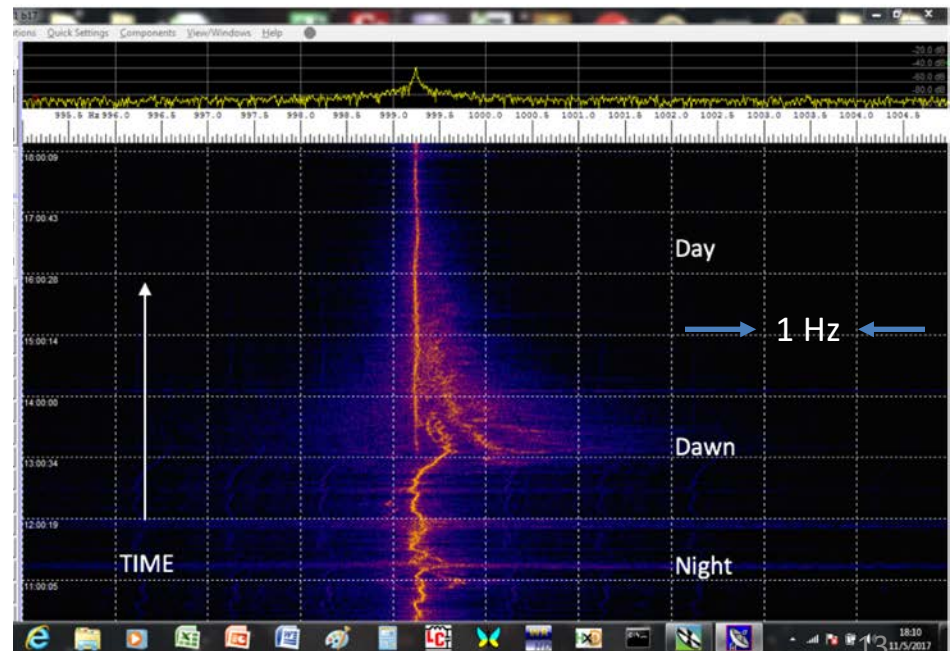 1 b17
tions Quick Settings Components View/Windows Help
-20.0 dB
-40.0 dB
-60.0 dB
-80.0 dB
995.5 Hz 996.0 996.5 997.0 997.5 998.0 998.5 999.0 999.5 1000.0 1000.5 1001.0 1001.5 1002.0 1002.5 1003.0 1003.5 1004.0 1004.5
18:00:09
17:00:43
Day
16:00:28
1 Hz
15:00:14
14:00:00
Dawn
13:00:34
12:00:19
TIME
Night
11:00:05
18:10
13
11/5/2017